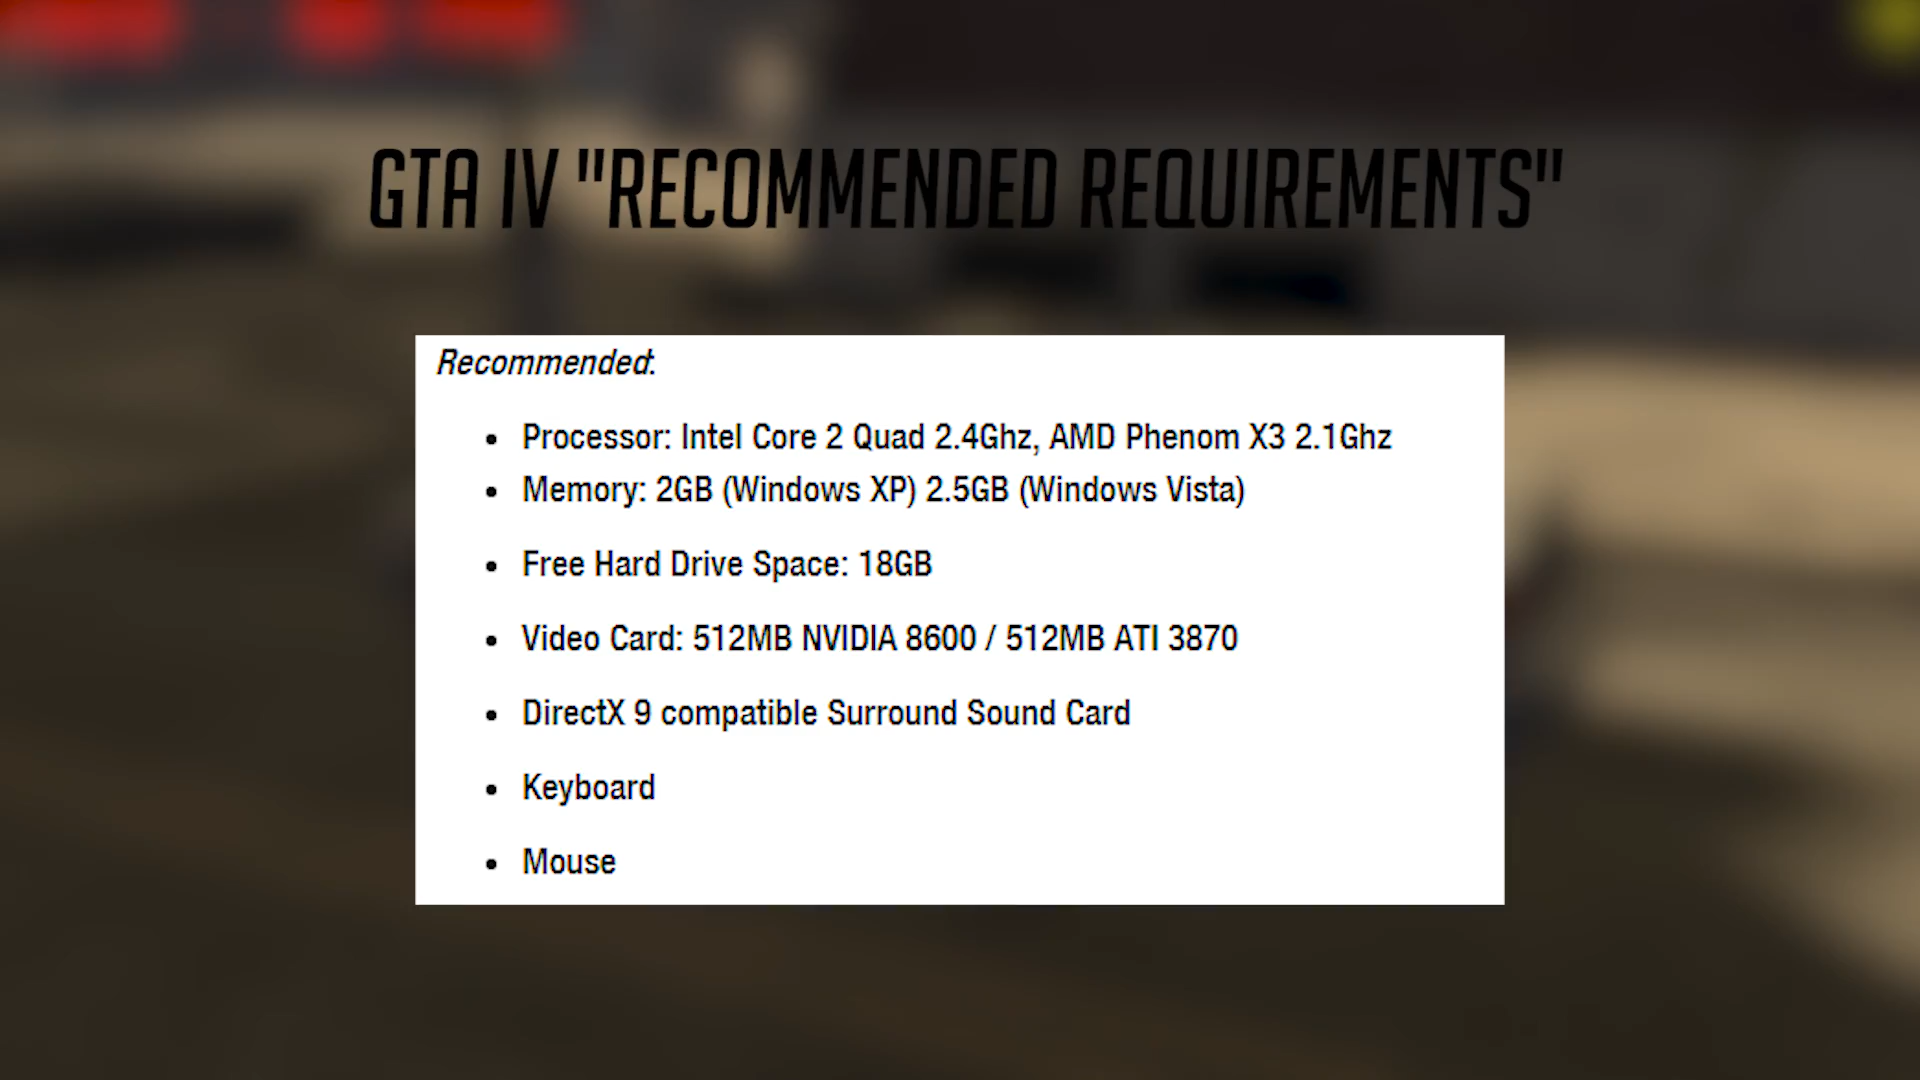 GTA IV "RECOMMENDED REQUIREMENTS"
Recommended:
• Processor: Intel Core 2 Quad 2.4Ghz, AMD Phenom X3 2.1Ghz
• Memory: 2GB (Windows XP) 2.5GB (Windows Vista)
• Free Hard Drive Space: 18GB
• Video Card: 512MB NVIDIA 8600 / 512MB ATI 3870
• DirectX 9 compatible Surround Sound Card
• Keyboard
• Mouse